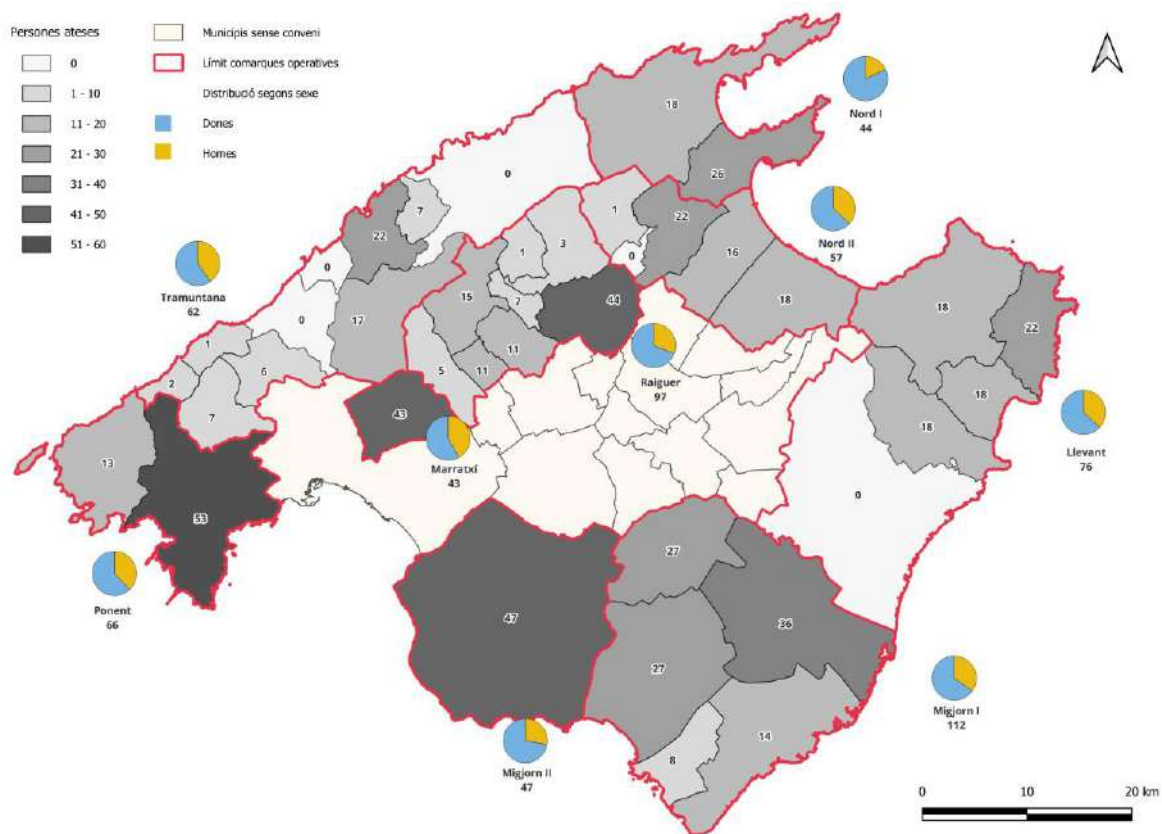 Persones ateses
0
1 - 10
11 - 20
21 - 30
31 - 40
41 - 50
51 - 60
Municipis sense conveni
Límit comarques operatives
Distribució segons sexe
Dones
Homes
Nord I
44
18
26
0
7
22
1
22
Nord II
57
1
3
0
16
0
Tramuntana
62
15
7
44
18
18
22
0
17
11
1
6
5
11
Raiguer
97
18
2
7
43
18
Llevant
76
13
Marratxí
43
0
53
27
Ponent
66
47
36
27
Migjorn I
112
14
8
Migjorn II
47
0 10 20 km